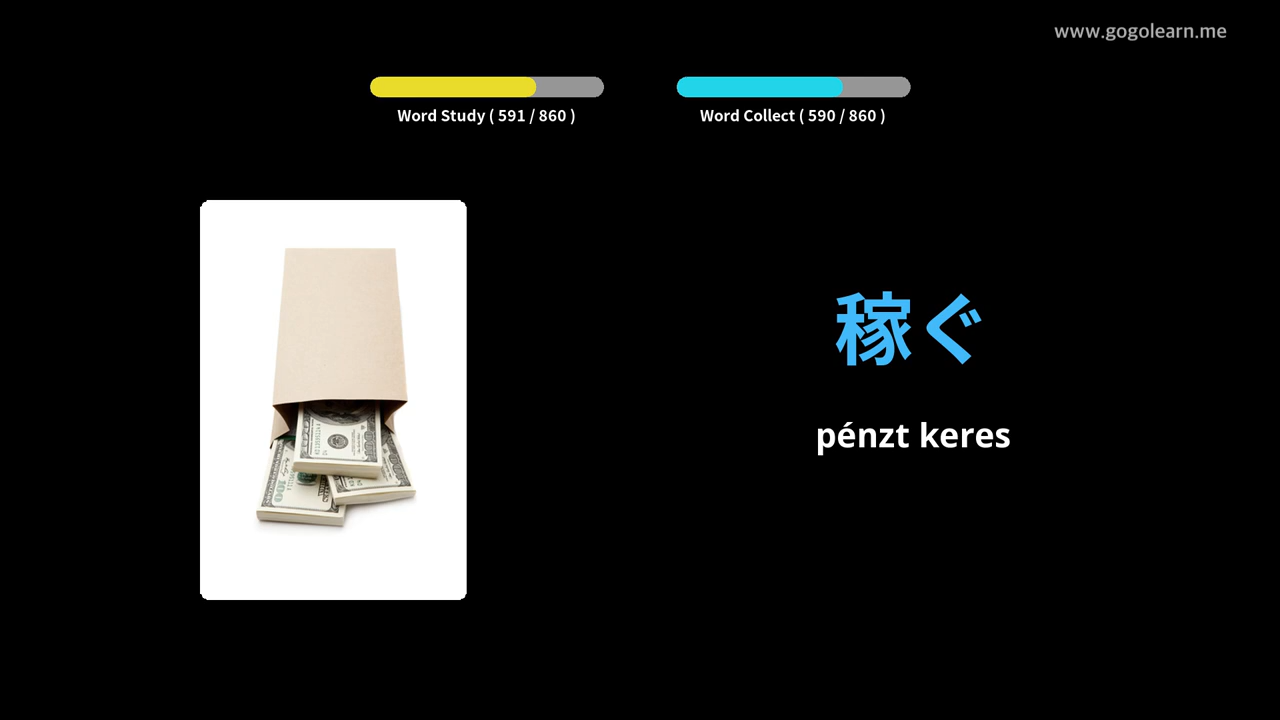 www.gogolearn.me
Word Study ( 591 / 860 )
Word Collect ( 590 / 860 )
稼ぐ
pénzt keres